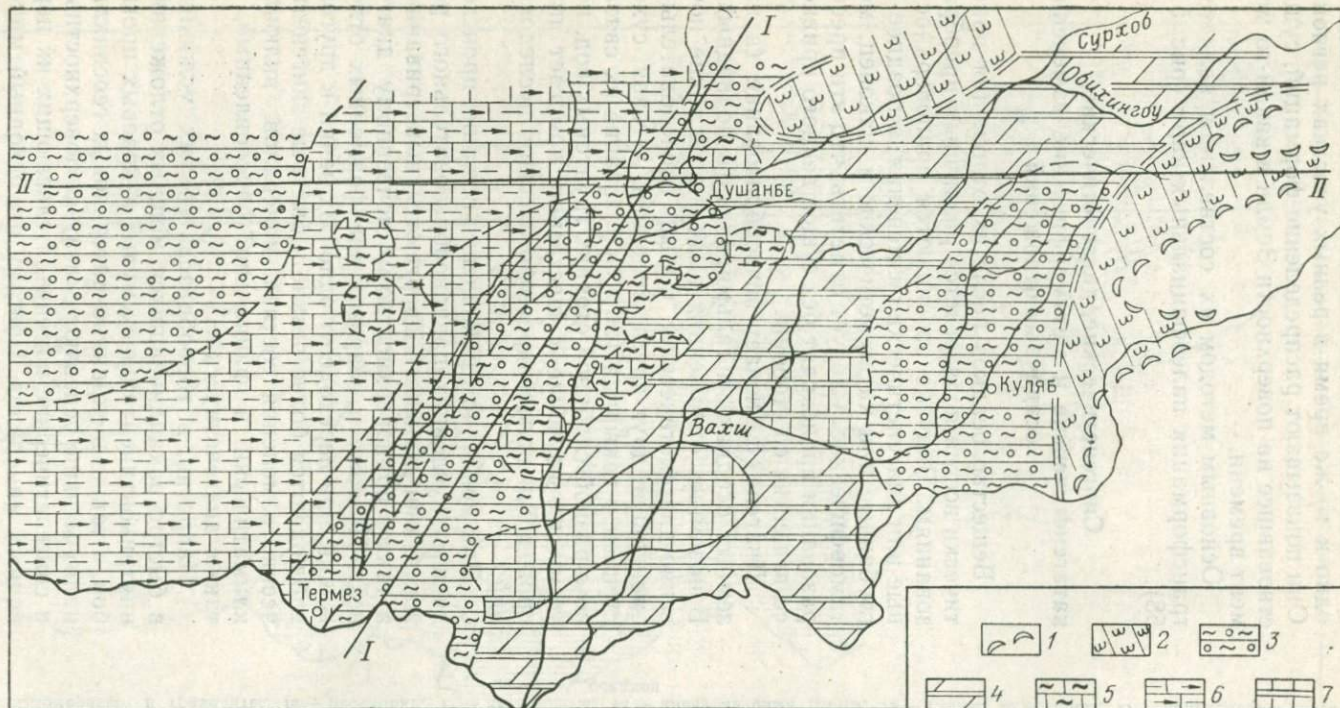 I
Сурхоб
Обихингоу
II
II
Душанбе
Куляб
Вахш
Термез
I
1 2 3
4 5 6 7